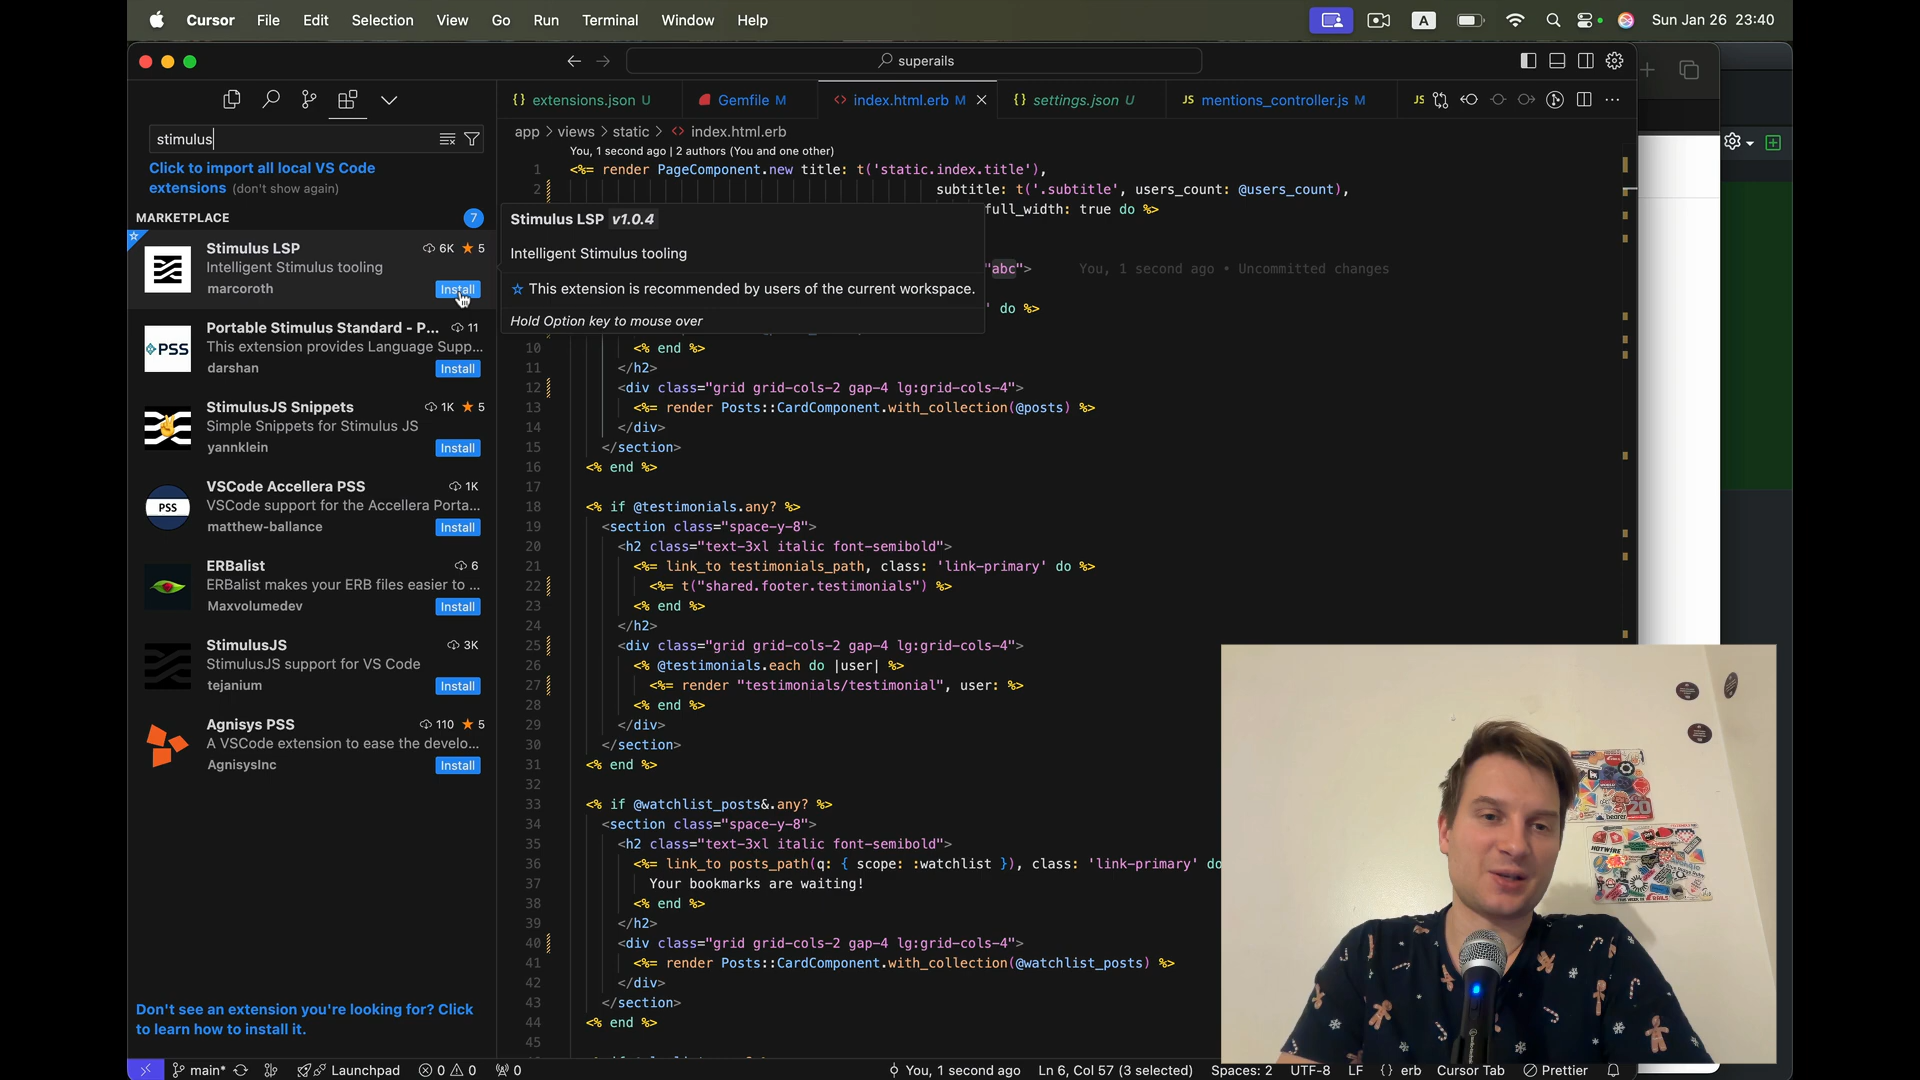 Cursor File Edit Selection View Go Run Terminal Window Help
A
Sun Jan 26 23:40
superails
extensions.json U
Gemfile M
index.html.erb M
settings.json U
JS mentions_controller.js M
JS
stimulus
Click to import all local VS Code
extensions (don't show again)
MARKETPLACE 7
Stimulus LSP 6K 5
Intelligent Stimulus tooling
marcoroth Install
Portable Stimulus Standard - P... 11
This extension provides Language Supp...
darshan Install
StimulusJS Snippets 1K 5
Simple Snippets for Stimulus JS
yannklein Install
VSCode Accellera PSS 1K
VSCode support for the Accellera Porta...
matthew-ballance Install
ERBalist 6
ERBalist makes your ERB files easier to ...
Maxvolumedev Install
StimulusJS 3K
StimulusJS support for VS Code
tejanium Install
Agnisys PSS 110 5
A VSCode extension to ease the develo...
AgnisysInc Install
PSS
PSS
Don't see an extension you're looking for? Click
to learn how to install it.
app > views > static > <> index.html.erb
You, 1 second ago | 2 authors (You and one other)
1 <%= render PageComponent.new title: t('static.index.title'),
2 subtitle: t('.subtitle', users_count: @users_count),
full_width: true do %>
Stimulus LSP v1.0.4
Intelligent Stimulus tooling
This extension is recommended by users of the current workspace.
Hold Option key to mouse over
"abc"> You, 1 second ago • Uncommitted changes
' do %>
10 <% end %>
11 </h2>
12 <div class="grid grid-cols-2 gap-4 lg:grid-cols-4">
13 <%= render Posts::CardComponent.with_collection(@posts) %>
14 </div>
15 </section>
16 <% end %>
17
18 <% if @testimonials.any? %>
19 <section class="space-y-8">
20 <h2 class="text-3xl italic font-semibold">
21 <%= link_to testimonials_path, class: 'link-primary' do %>
22 <%= t("shared.footer.testimonials") %>
23 <% end %>
24 </h2>
25 <div class="grid grid-cols-2 gap-4 lg:grid-cols-4">
26 <% @testimonials.each do |user| %>
27 <%= render "testimonials/testimonial", user: %>
28 <% end %>
29 </div>
30 </section>
31 <% end %>
32
33 <% if @watchlist_posts&.any? %>
34 <section class="space-y-8">
35 <h2 class="text-3xl italic font-semibold">
36 <%= link_to posts_path(q: { scope: :watchlist }), class: 'link-primary' do
37 Your bookmarks are waiting!
38 <% end %>
39 </h2>
40 <div class="grid grid-cols-2 gap-4 lg:grid-cols-4">
41 <%= render Posts::CardComponent.with_collection(@watchlist_posts) %>
42 </div>
43 </section>
44 <% end %>
45
HOTWIRE
main* Launchpad 0 0 0 You, 1 second ago Ln 6, Col 57 (3 selected) Spaces: 2 UTF-8 LF {} erb Cursor Tab Prettier